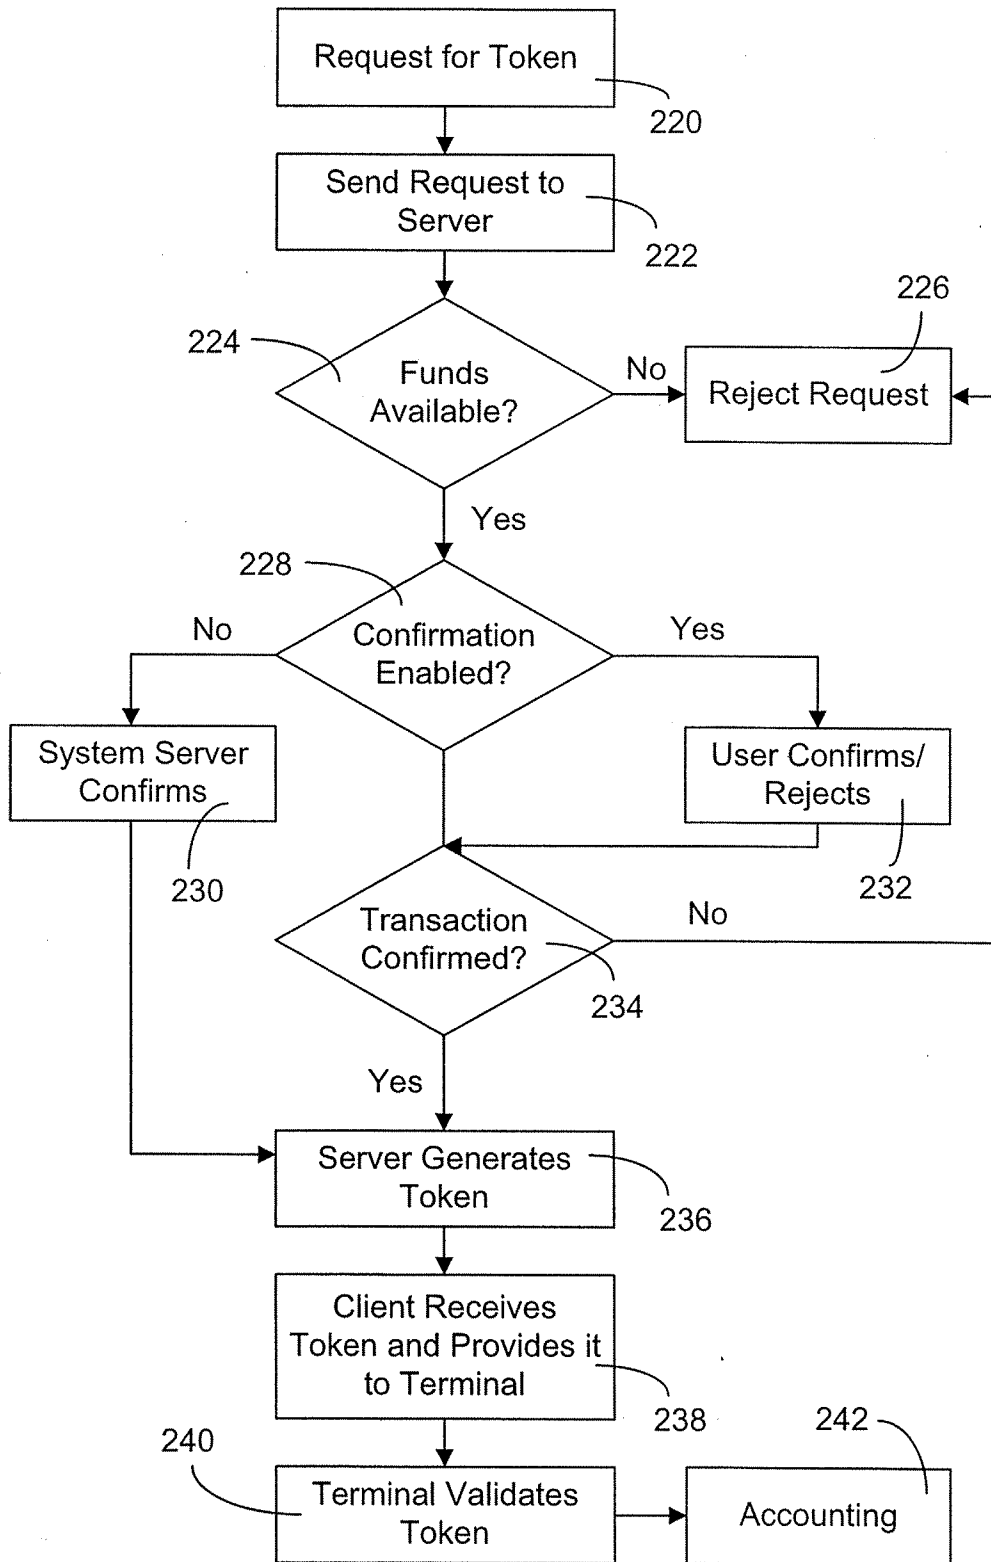 Request for Token
220
Send Request to
Server
222
226
224
Funds
Available?
No
Reject Request
Yes
228
No
Confirmation
Enabled?
Yes
System Server
Confirms
230
User Confirms/
Rejects
232
Transaction
Confirmed?
No
234
Yes
Server Generates
Token
236
Client Receives
Token and Provides it
to Terminal
238
240
242
Terminal Validates
Token
Accounting